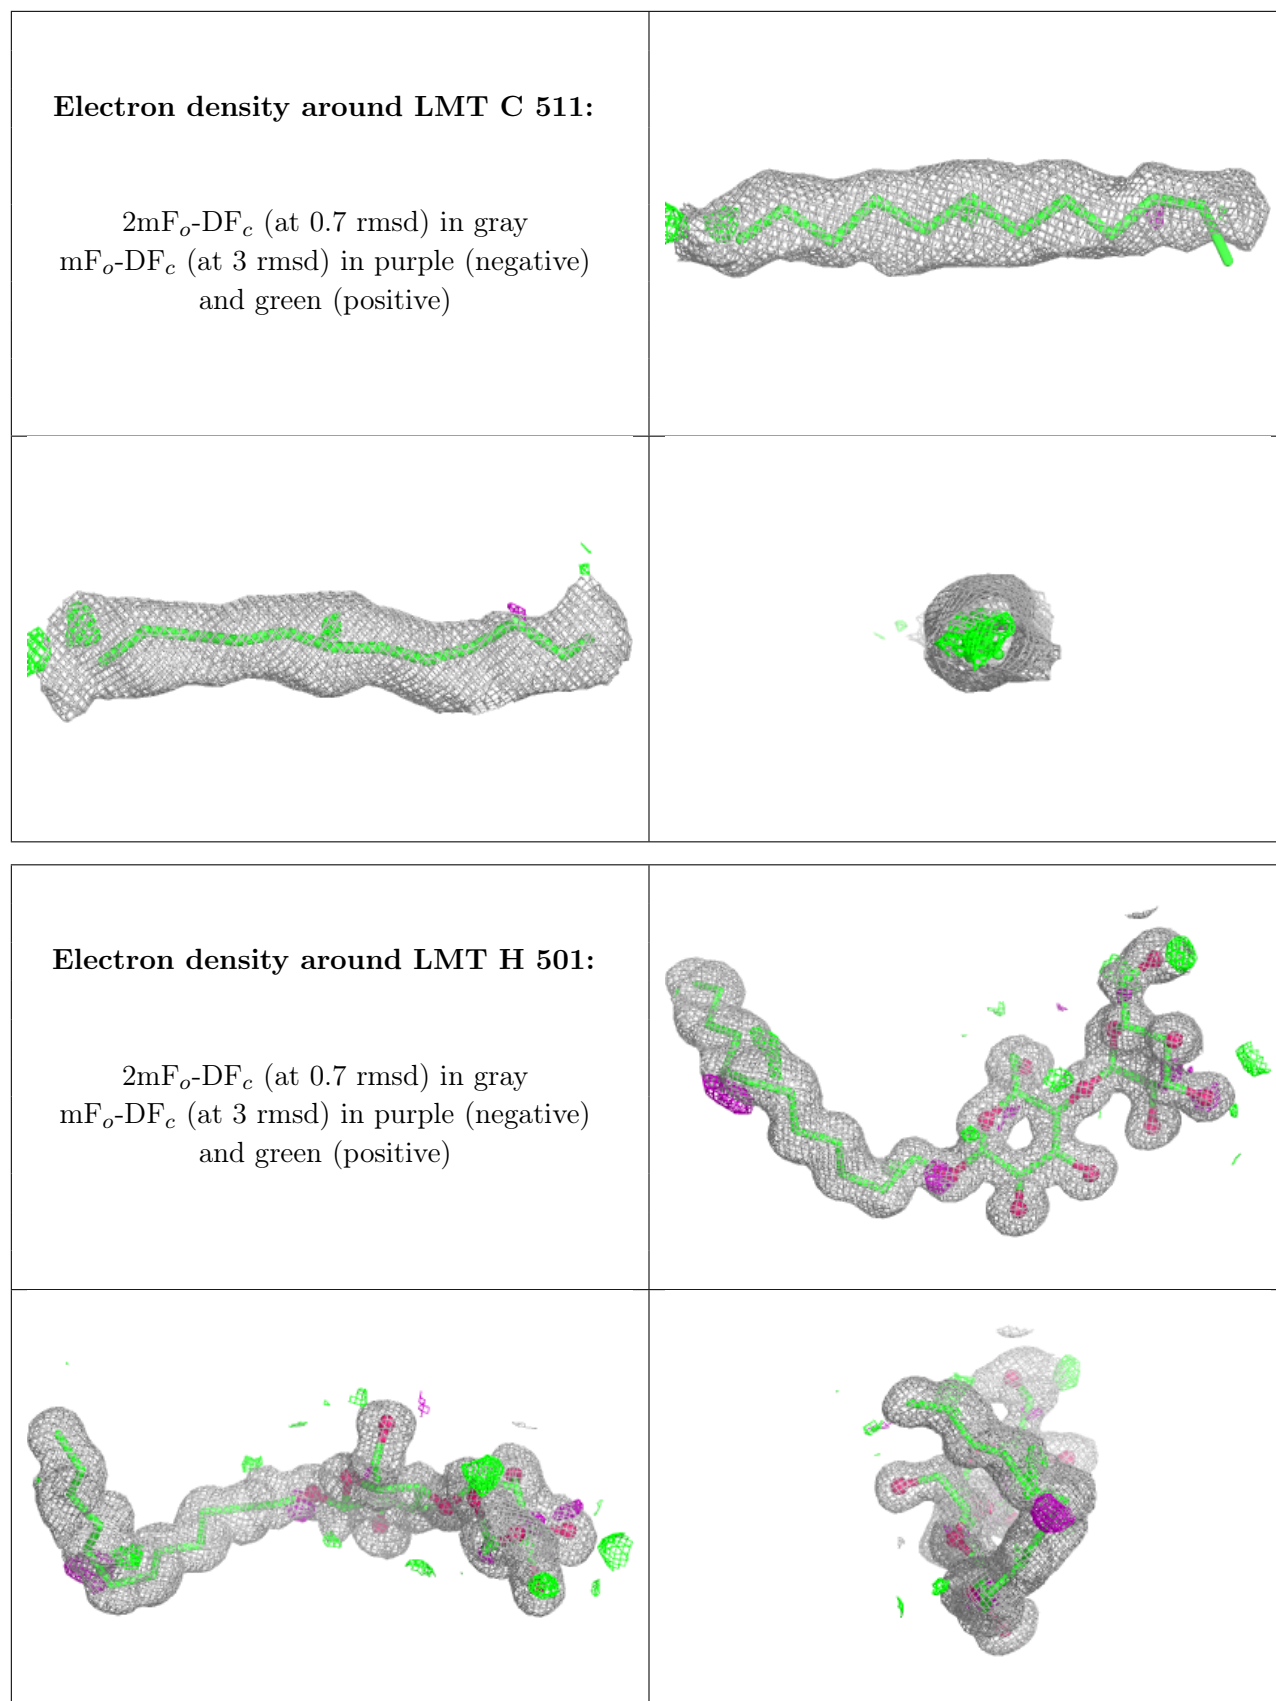 Electron density around LMT C 511:
2mFo-DFc (at 0.7 rmsd) in gray
mFo-DFc (at 3 rmsd) in purple (negative)
and green (positive)
Electron density around LMT H 501:
2mFo-DFc (at 0.7 rmsd) in gray
mFo-DFc (at 3 rmsd) in purple (negative)
and green (positive)